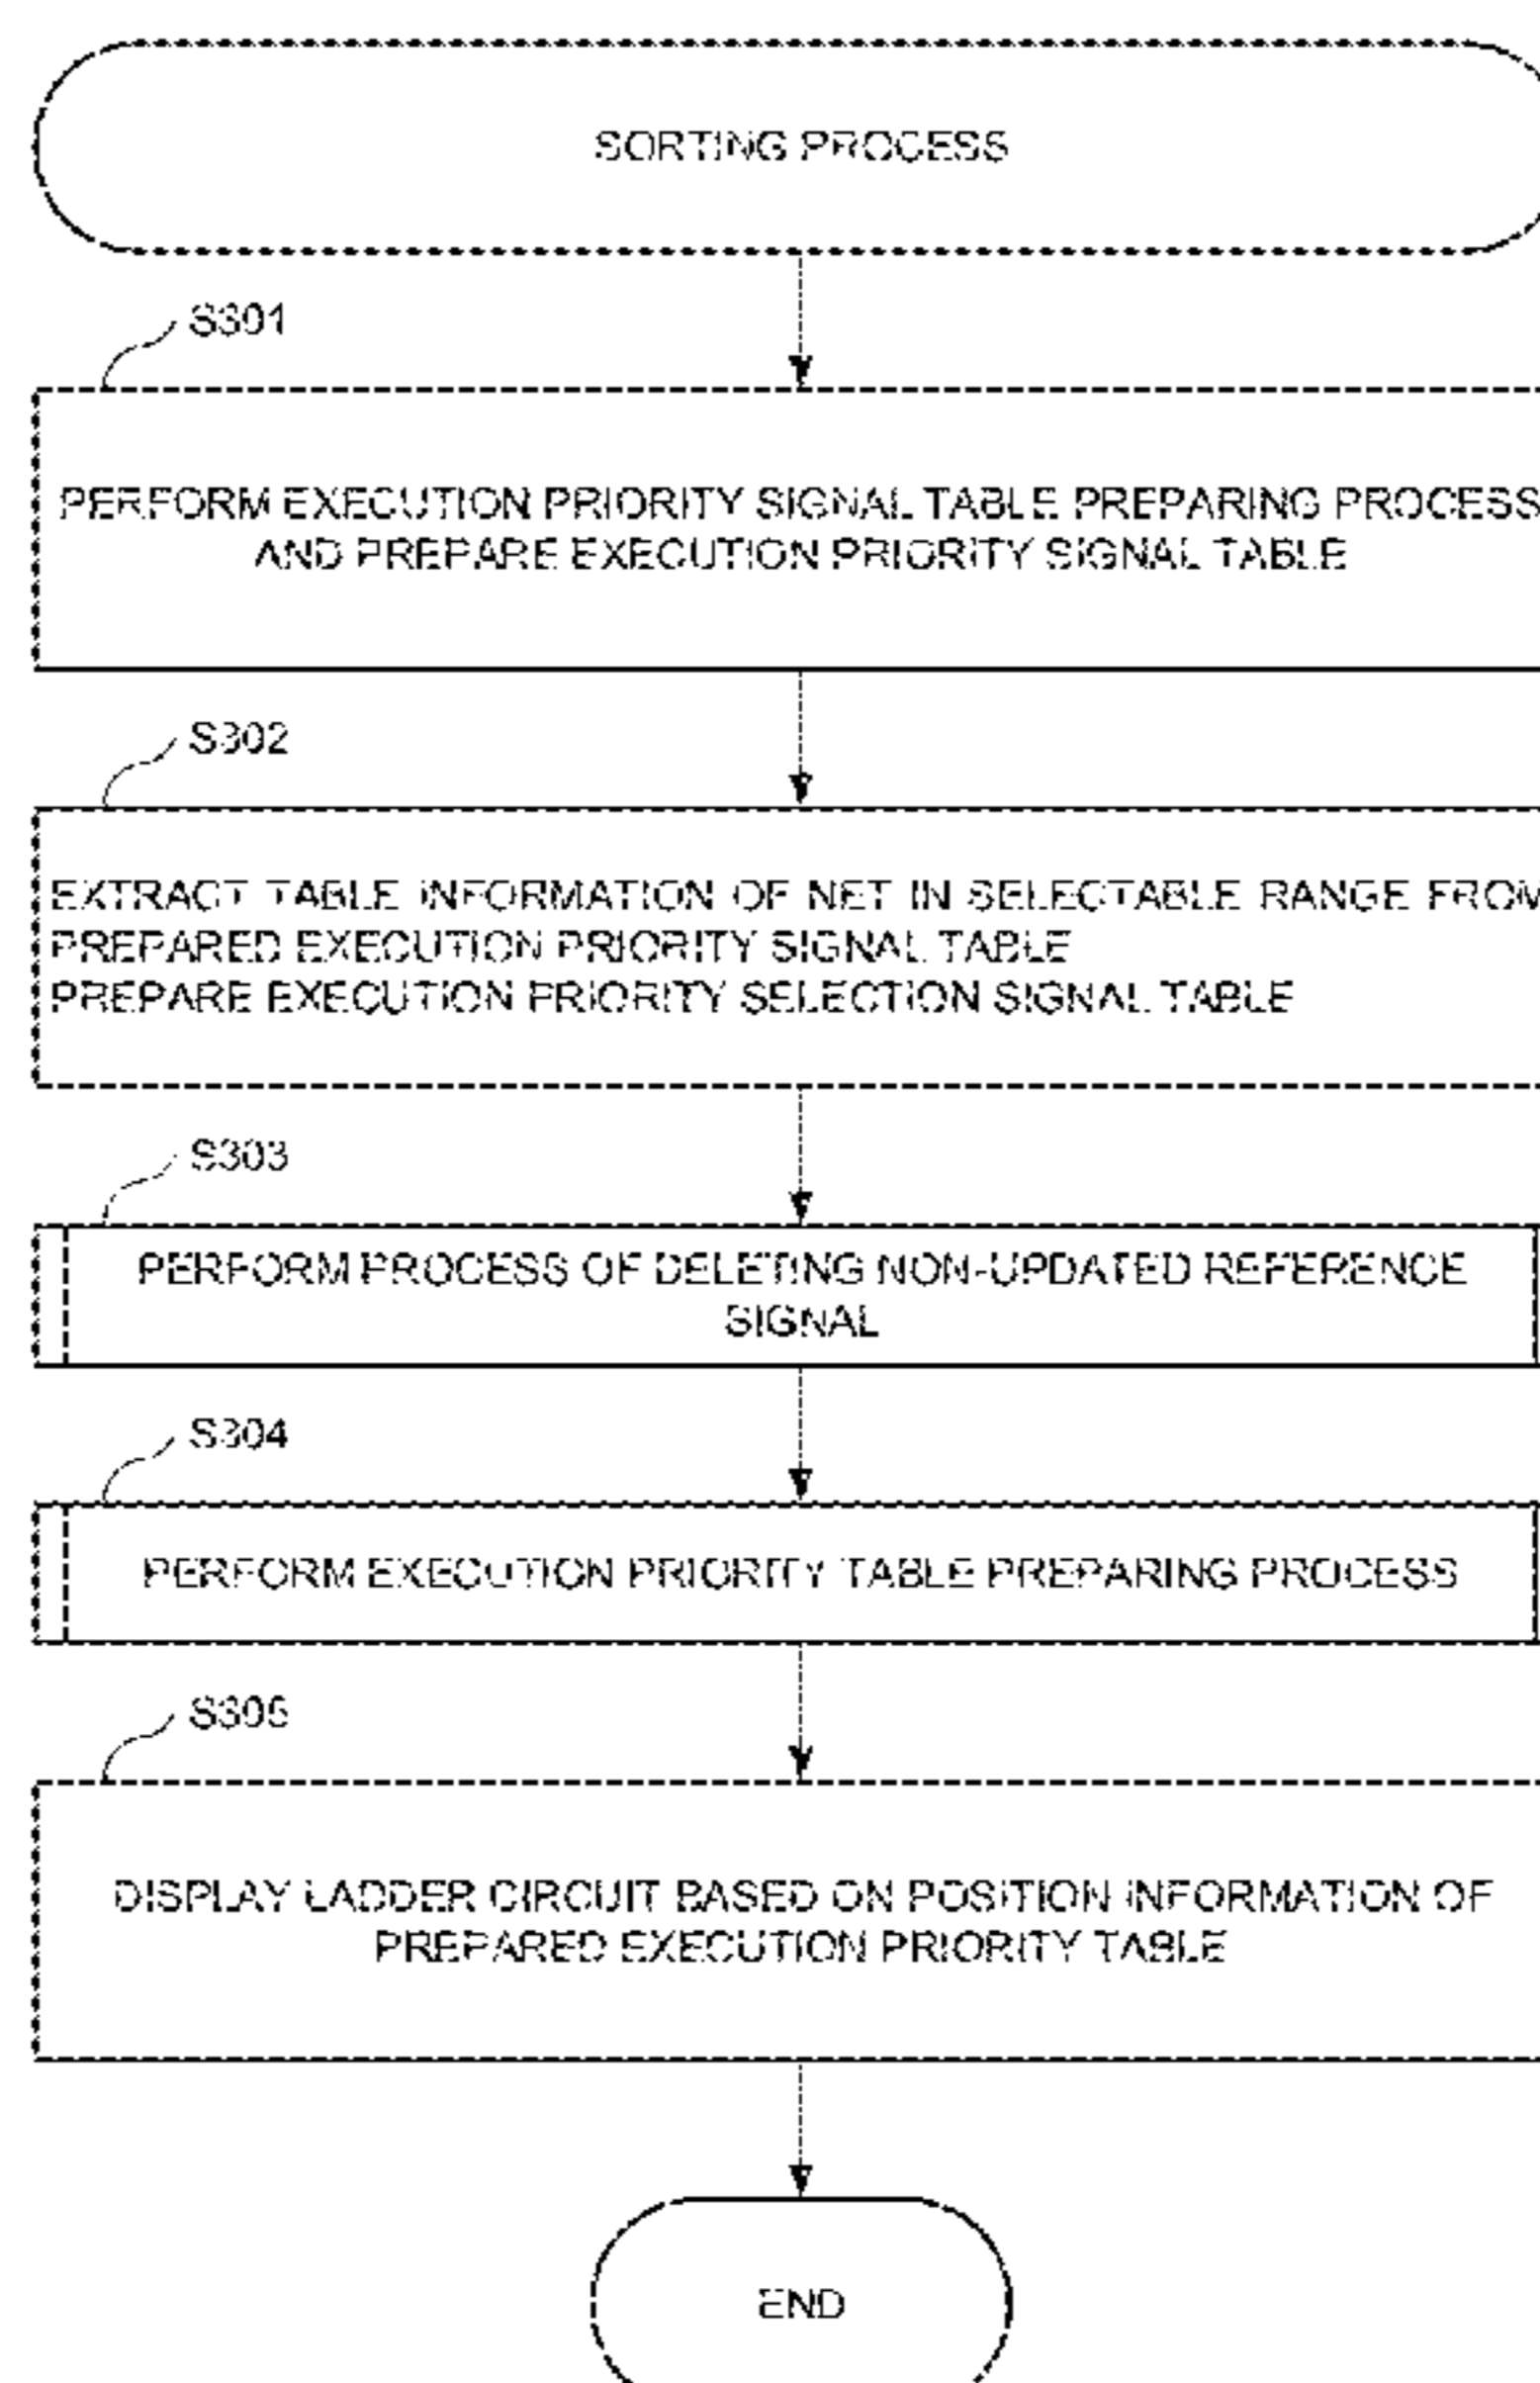 SORTING PROCESS
S301
PERFORM EXECUTION PRIORITY SIGNAL TABLE PREPARING PROCESS
AND PREPARE EXECUTION PRIORITY SIGNAL TABLE
S302
EXTRACT TABLE INFORMATION OF NET IN SELECTABLE RANGE FROM
PREPARED EXECUTION PRIORITY SIGNAL TABLE
PREPARE EXECUTION PRIORITY SELECTION SIGNAL TABLE
S303
PERFORM PROCESS OF DELETING NON-UPDATED REFERENCE
SIGNAL
S304
PERFORM EXECUTION PRIORITY TABLE PREPARING PROCESS
S305
DISPLAY LADDER CIRCUIT BASED ON POSITION INFORMATION OF
PREPARED EXECUTION PRIORITY TABLE
END